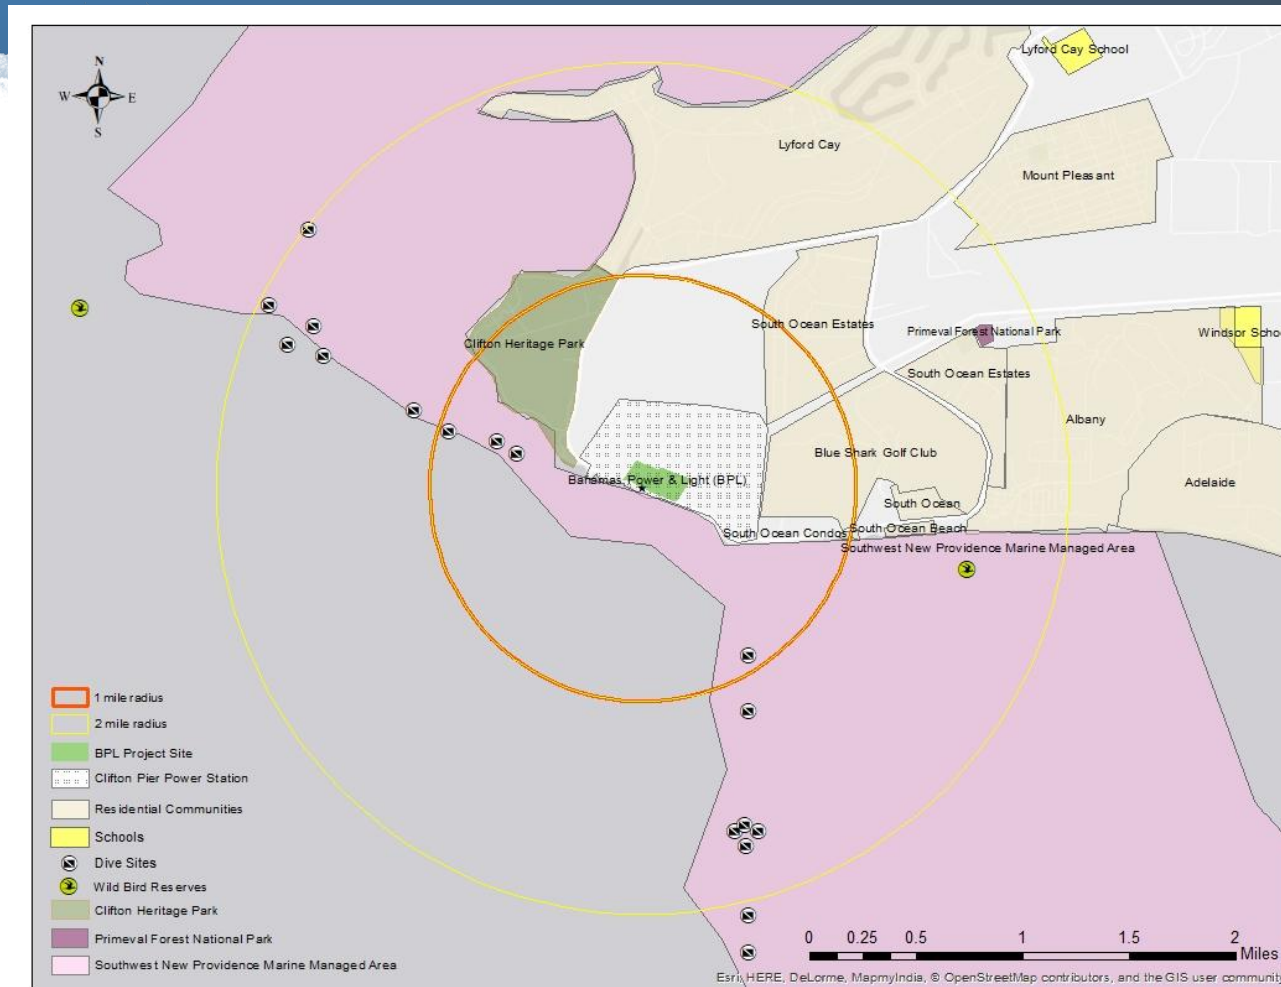 N
W E
S
Lyford Cay School
Lyford Cay
Mount Pleasant
South Ocean Estates
Primeval Forest National Park
Windsor Schoo
Clifton Heritage Park
South Ocean Estates
Albany
Blue Shark Golf Club
Bahamas Power & Light (BPL)
Adelaide
South Ocean
South Ocean Condos
South Ocean Beach
Southwest New Providence Marine Managed Area
1 mile radius
2 mile radius
BPL Project Site
Clifton Pier Power Station
Residential Communities
Schools
Dive Sites
Wild Bird Reserves
Clifton Heritage Park
Primeval Forest National Park
Southwest New Providence Marine Managed Area
0 0.25 0.5 1 1.5 2
Miles
Esri, HERE, DeLorme, MapmyIndia, © OpenStreetMap contributors, and the GIS user community